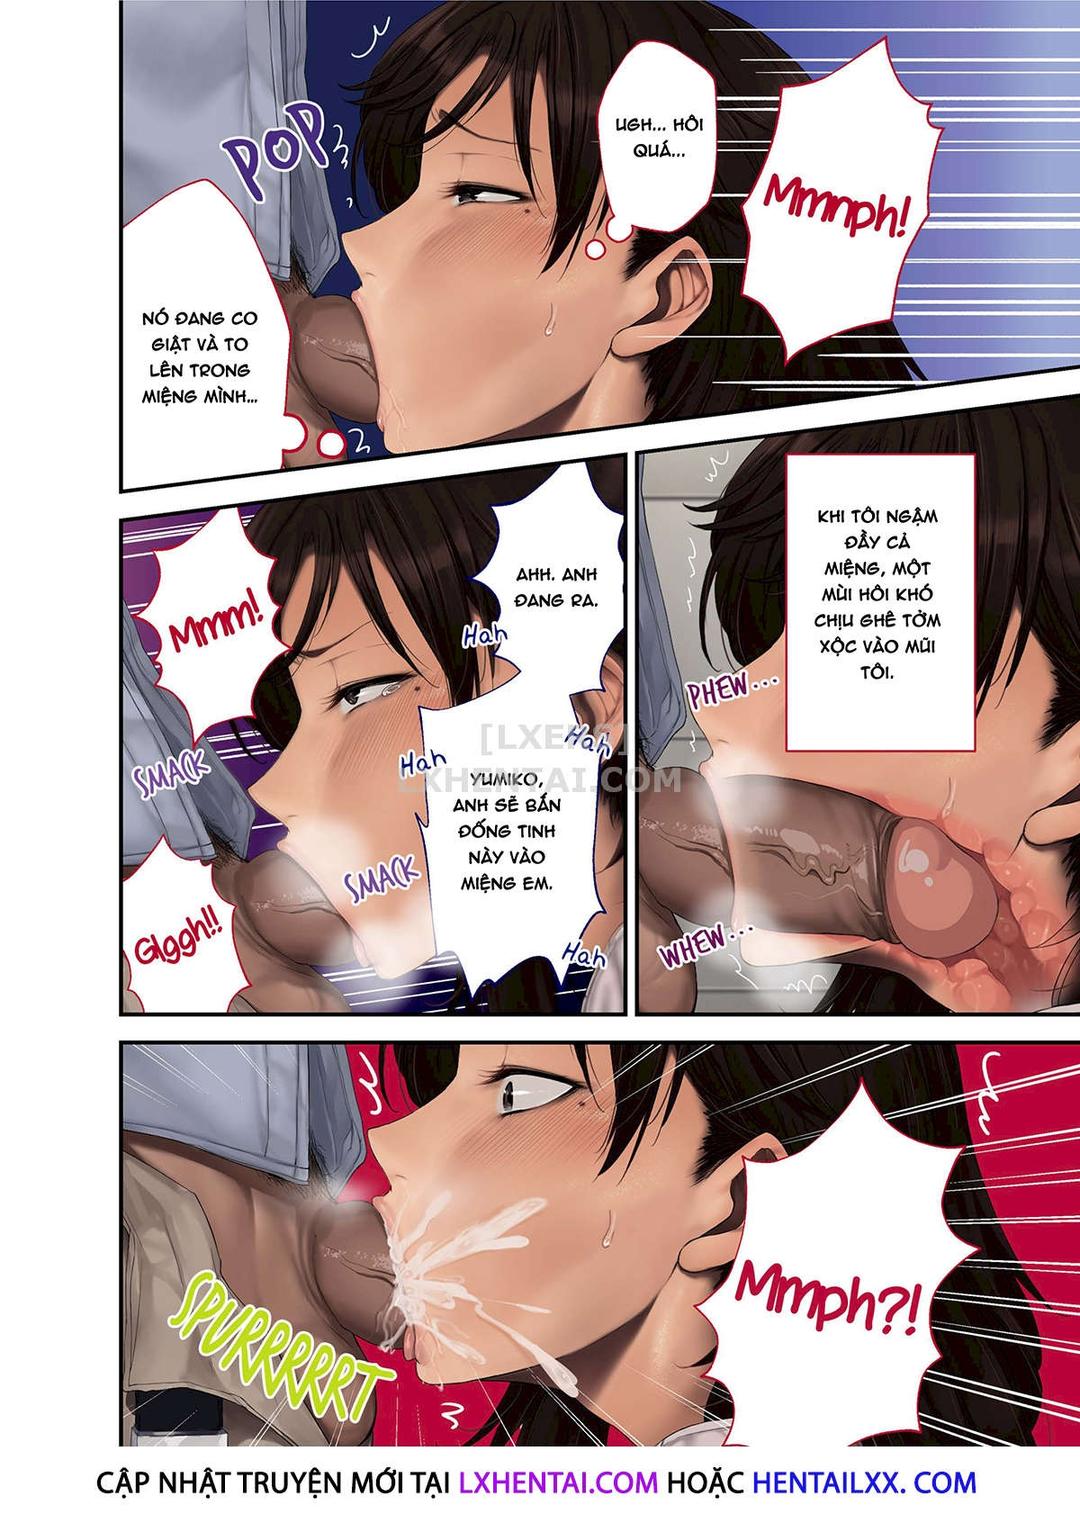 POP
UGH... HÔI
QUÁ...
Mmnph!
NÓ ĐANG CO
GIẬT VÀ TO
LÊN TRONG
MIỆNG MÌNH...
KHI TÔI NGẬM
ĐẦY CẢ
MIỆNG, MỘT
MÙI HÔI KHÓ
CHỊU GHÊ TỞM
XỘC VÀO MŨI
TÔI.
PHEW...
WHEW...
Mmm!
AHH. ANH
ĐANG RA.
Hah
Hah
Hah
SMACK
YUMIKO,
ANH SẼ BẮN
ĐỐNG TINH
NÀY VÀO
MIỆNG EM.
SMACK
Glggh!!
Hah
LXHENTAI.COM
SPURRRRRT
Mmph?!
CẬP NHẬT TRUYỆN MỚI TẠI LXHENTAI.COM HOẶC HENTAILXX. COM